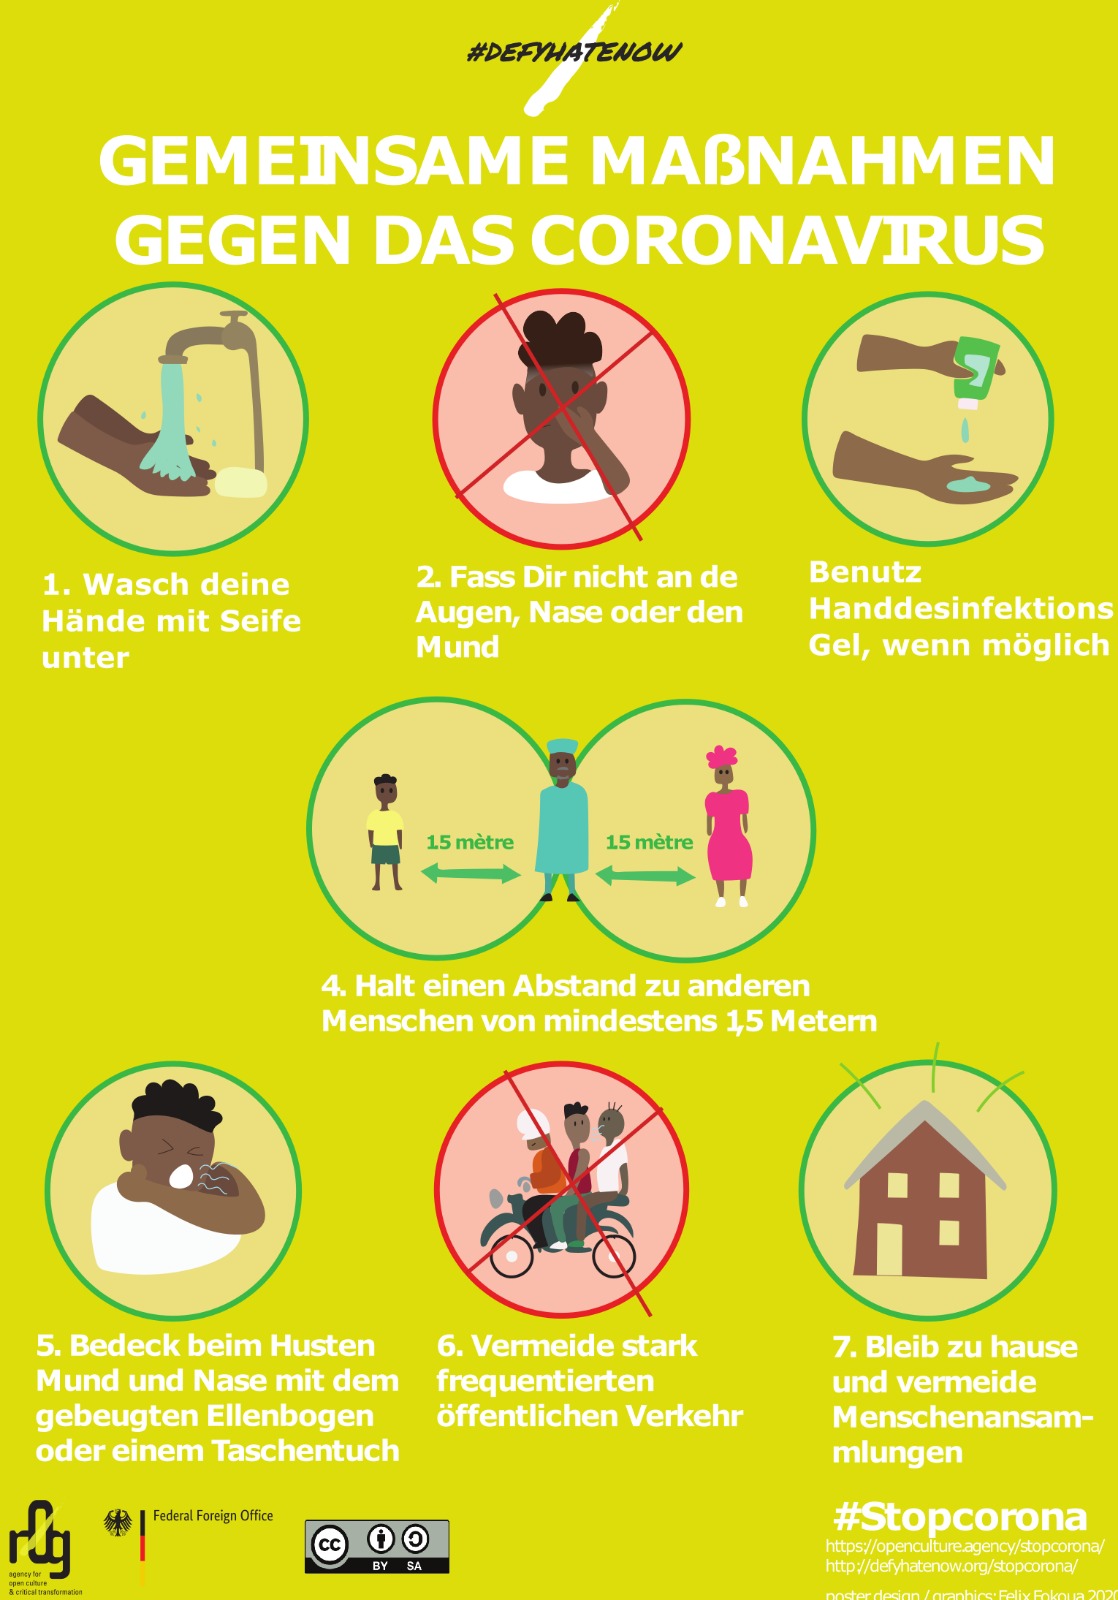 #DEFYHATENOW
GEMEINSAME MAßNAHMEN
GEGEN DAS CORONAVIRUS
1. Wasch deine
Hände mit Seife
unter
2. Fass Dir nicht an de
Augen, Nase oder den
Mund
Benutz
Handdesinfektions
Gel, wenn möglich
15 mètre
15 mètre
4. Halt einen Abstand zu anderen
Menschen von mindestens 1,5 Metern
5. Bedeck beim Husten
Mund und Nase mit dem
gebeugten Ellenbogen
oder einem Taschentuch
6. Vermeide stark
frequentierten
öffentlichen Verkehr
7. Bleib zu hause
und vermeide
Menschenansam-
mlungen
r0g
agency for
open culture
& critical transformation
Federal Foreign Office
cc
BY SA
#Stopcorona
https://openculture.agency/stopcorona/
http://defyhatenow.org/stopcorona/
poster design / graphics: Felix Fokoua 2020